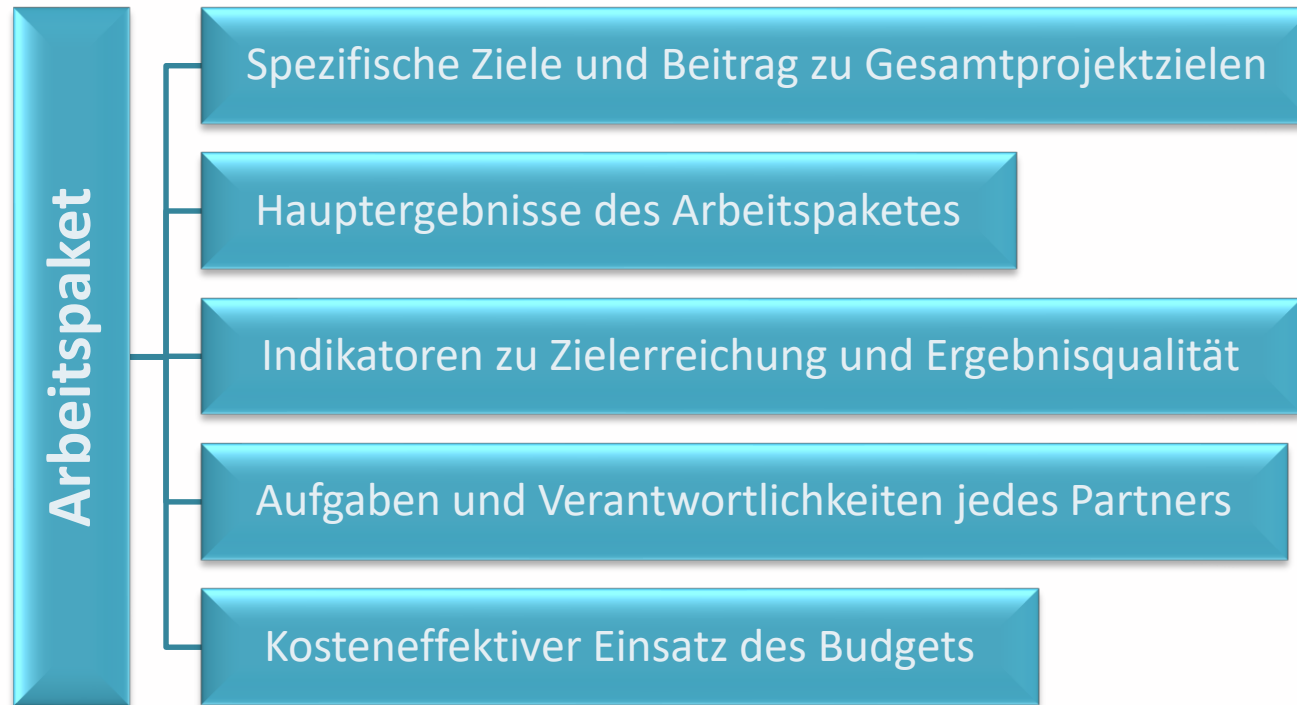 Arbeitspaket
Spezifische Ziele und Beitrag zu Gesamtprojektzielen
Hauptergebnisse des Arbeitspaketes
Indikatoren zu Zielerreichung und Ergebnisqualität
Aufgaben und Verantwortlichkeiten jedes Partners
Kosteneffektiver Einsatz des Budgets